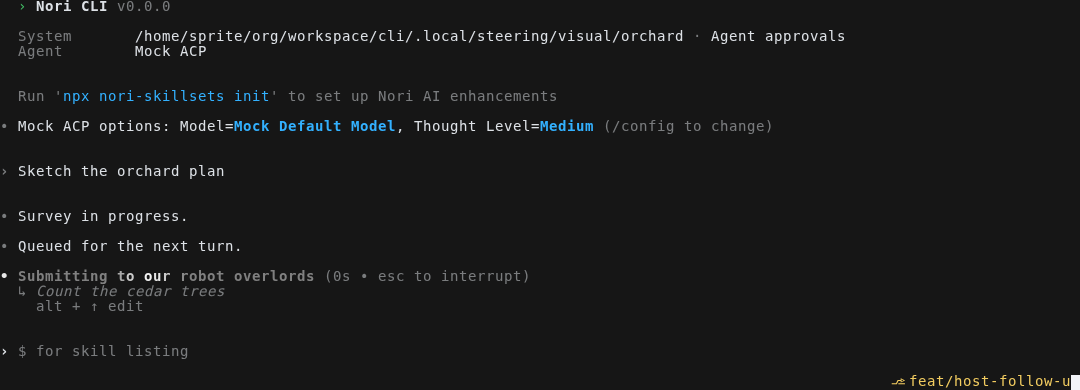 › Nori CLI v0.0.0
System /home/sprite/org/workspace/cli/.local/steering/visual/orchard · Agent approvals
Agent Mock ACP
Run 'npx nori-skillsets init' to set up Nori AI enhancements
• Mock ACP options: Model=Mock Default Model, Thought Level=Medium (/config to change)
› Sketch the orchard plan
• Survey in progress.
• Queued for the next turn.
• Submitting to our robot overlords (0s • esc to interrupt)
↳ Count the cedar trees
alt + ↑ edit
› $ for skill listing
feat/host-follow-u